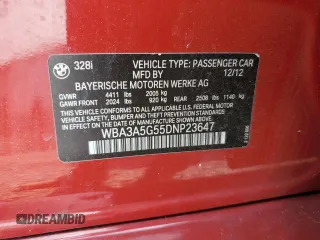 328i VEHICLE TYPE: PASSENGER CAR
MFD BY 12/12
BAYERISCHE MOTOREN WERKE AG
GVWR 4411 lbs 2005 kg
GAWR FRONT 2024 lbs 920 kg REAR 2508 lbs 1140 kg
THIS VEHICLE CONFORMS TO ALL APPLICABLE U.S. FEDERAL
MOTOR VEHICLE SAFETY, BUMPER, AND THEFT PREVENTION
STANDARDS IN EFFECT ON THE DATE OF MANUFACTURE
SHOWN ABOVE.
WBA3A5G55DNP23647
DREAMBID